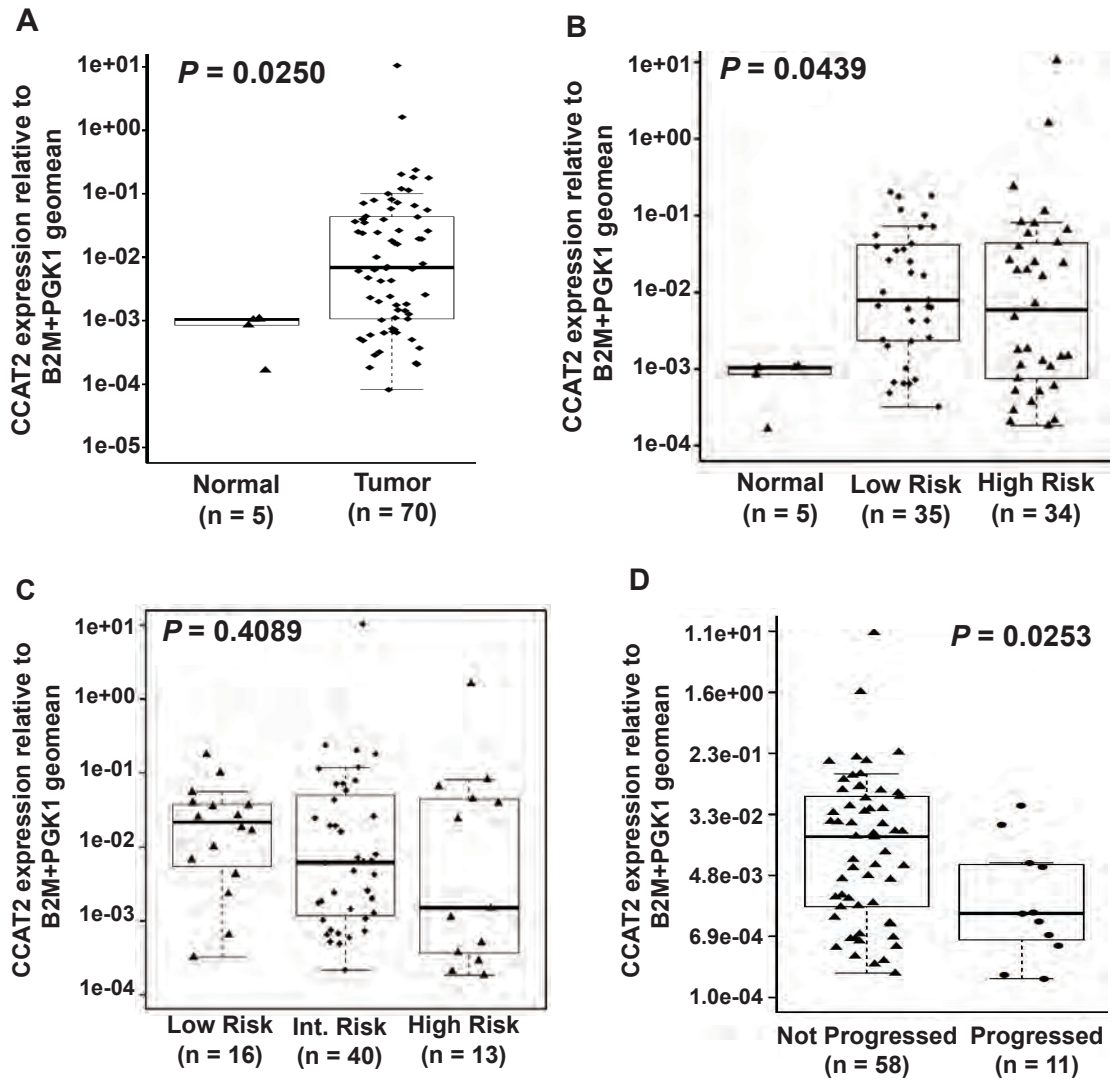 A
CCAT2 expression relative to
B2M+PGK1 geomean
P = 0.0250
1e+01
1e+00
1e-01
1e-02
1e-03
1e-04
1e-05
Normal
(n = 5)
Tumor
(n = 70)
B
CCAT2 expression relative to
B2M+PGK1 geomean
P = 0.0439
1e+01
1e+00
1e-01
1e-02
1e-03
1e-04
Normal
(n = 5)
Low Risk
(n = 35)
High Risk
(n = 34)
C
CCAT2 expression relative to
B2M+PGK1 geomean
P = 0.4089
1e+01
1e+00
1e-01
1e-02
1e-03
1e-04
Low Risk
(n = 16)
Int. Risk
(n = 40)
High Risk
(n = 13)
D
CCAT2 expression relative to
B2M+PGK1 geomean
P = 0.0253
1.1e+01
1.6e+00
2.3e-01
3.3e-02
4.8e-03
6.9e-04
1.0e-04
Not Progressed
(n = 58)
Progressed
(n = 11)